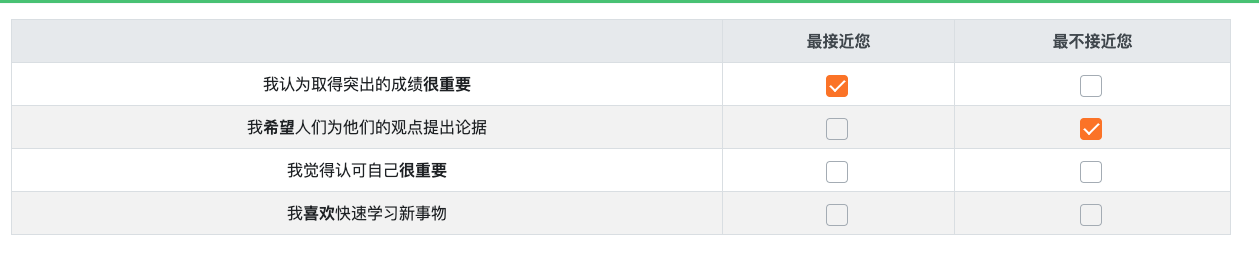 最接近您 最不接近您
我认为取得突出的成绩很重要
我希望人们为他们的观点提出论据
我觉得认可自己很重要
我喜欢快速学习新事物